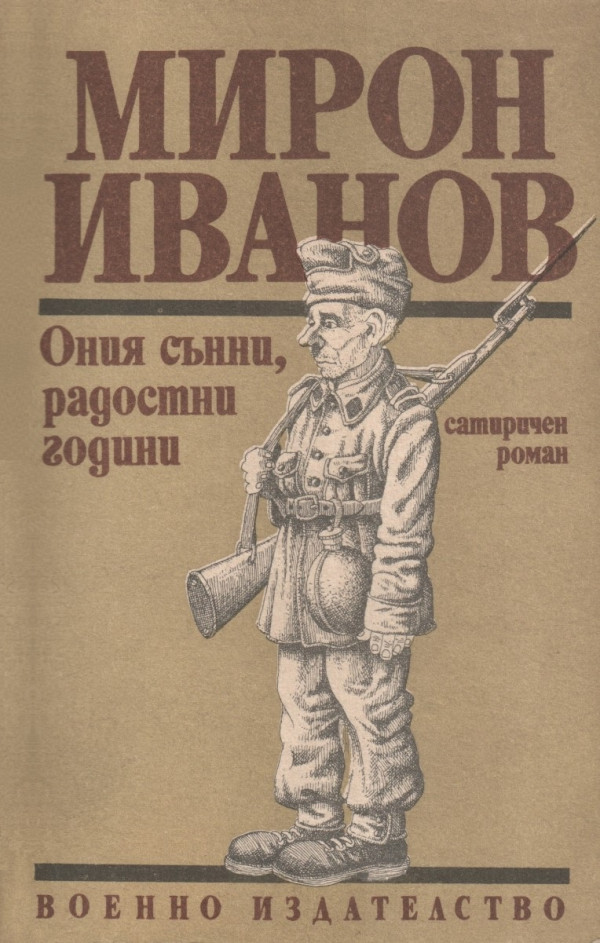 МИРОН
ИВАНОВ
Ония сънни,
радостни
години
сатиричен
роман
ВОЕННО ИЗДАТЕЛСТВО